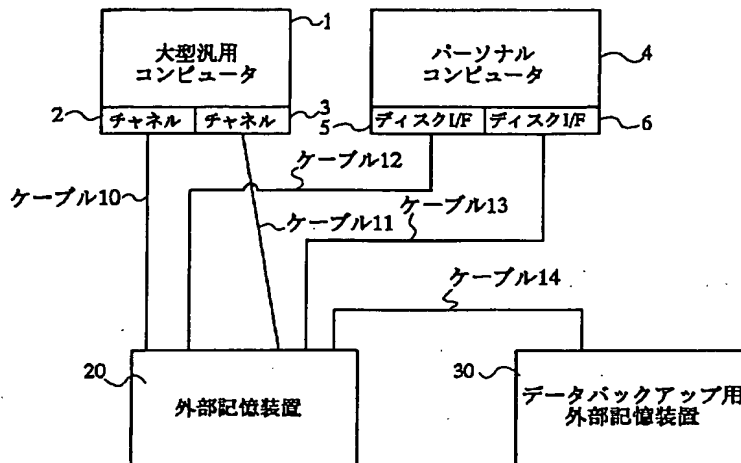 1
大型汎用
コンピュータ
2
チャネル
チャネル
3
パーソナル
コンピュータ
4
5
ディスクI/F
ディスクI/F
6
ケーブル10
ケーブル12
ケーブル11
ケーブル13
ケーブル14
20
外部記憶装置
30
データバックアップ用
外部記憶装置